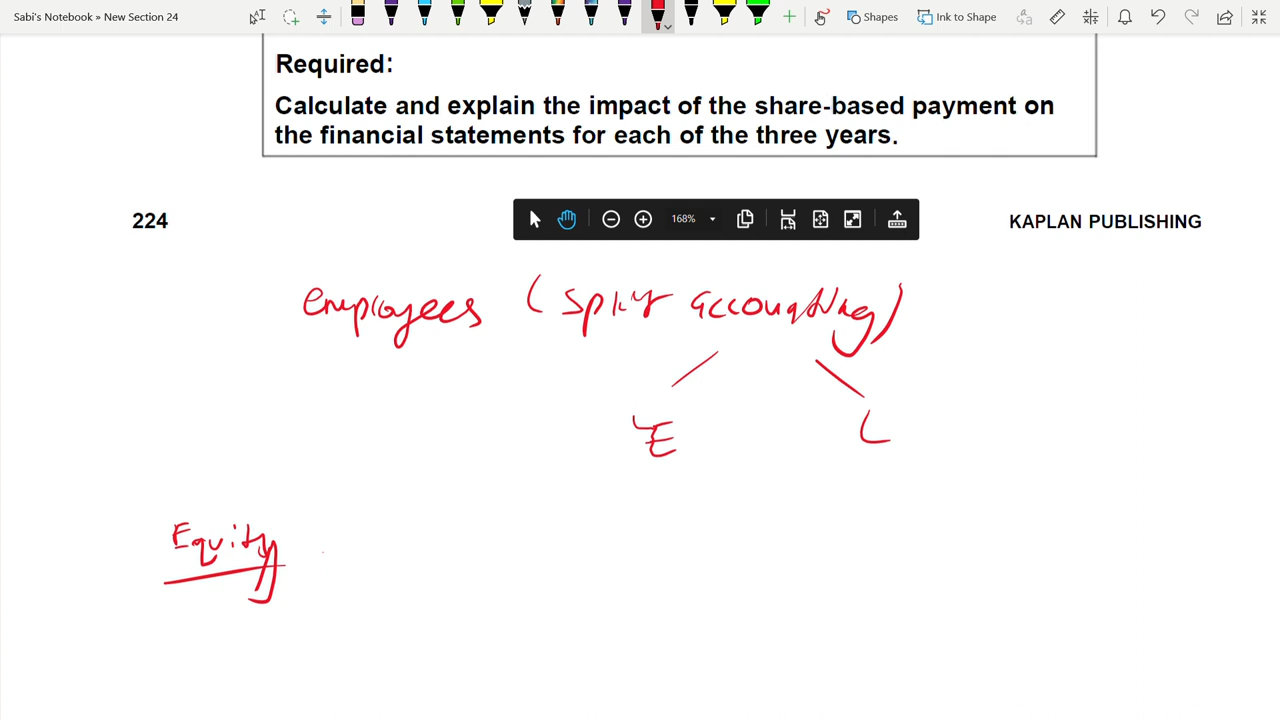 Sabi's Notebook » New Section 24
Shapes
Ink to Shape
Required:
Calculate and explain the impact of the share-based payment on
the financial statements for each of the three years.
224
168%
KAPLAN PUBLISHING
employees (split accounting)
E L
Equity